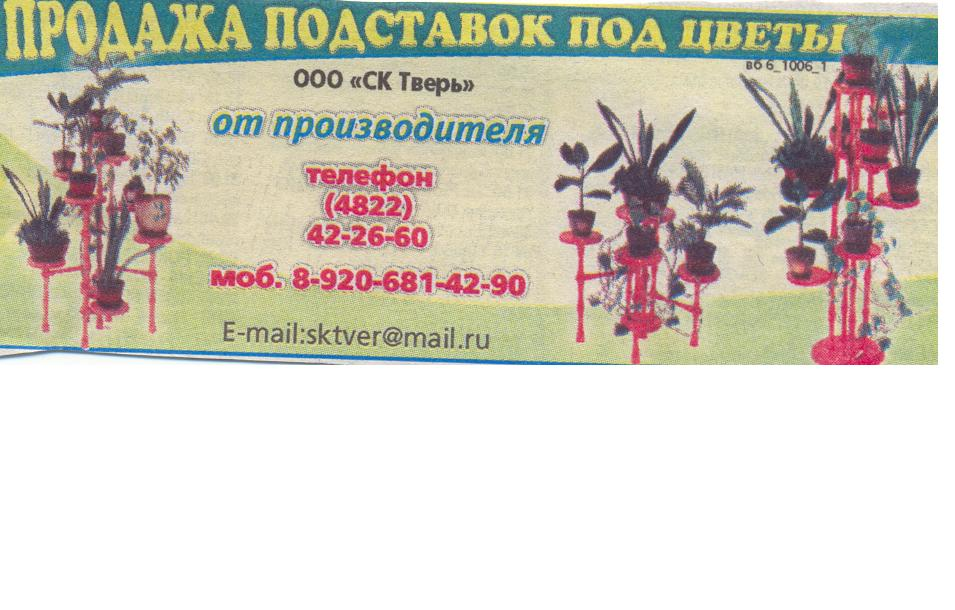 ПРОДАЖА ПОДСТАВОК ПОД ЦВЕТЫ
вб 6_1006_1
ООО «СК Тверь»
от производителя
телефон
(4822)
42-26-60
моб. 8-920-681-42-90
E-mail:sktver@mail.ru